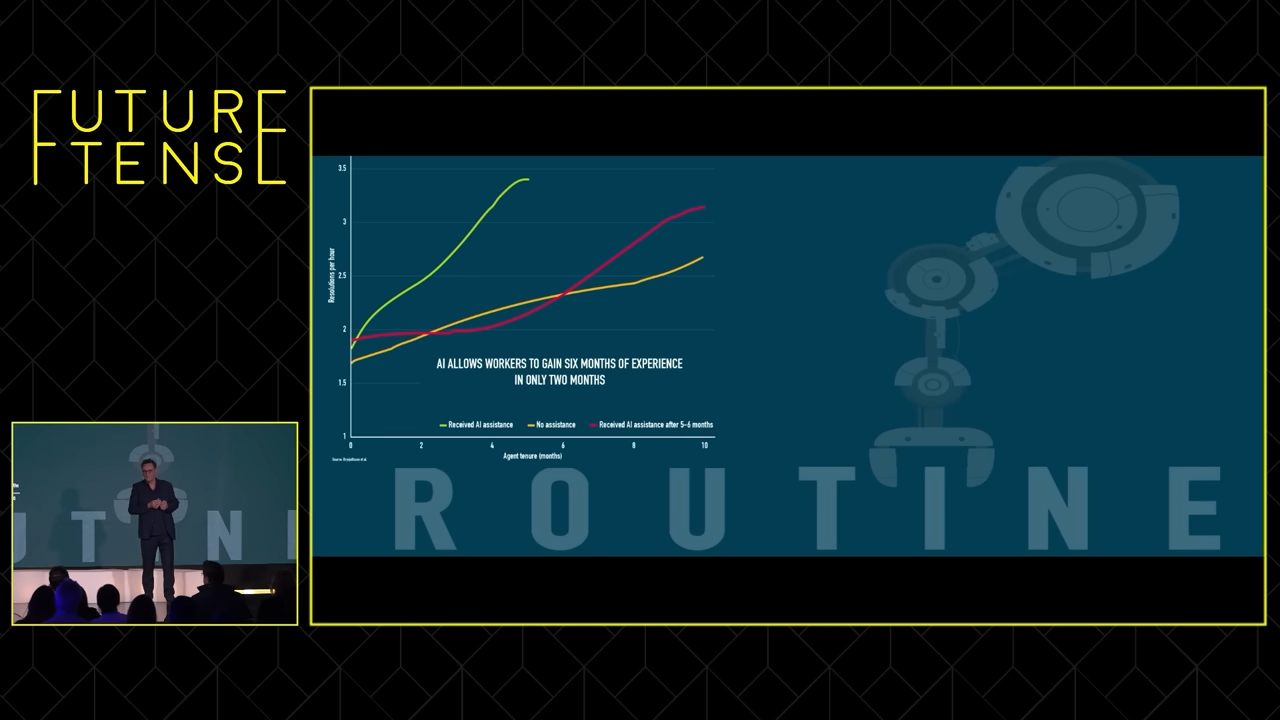 FUTURE
TENSE
3.5
3
2.5
2
1.5
1
Resolutions per hour
AI ALLOWS WORKERS TO GAIN SIX MONTHS OF EXPERIENCE
IN ONLY TWO MONTHS
Received AI assistance
No assistance
Received AI assistance after 5-6 months
0 2 4 6 8 10
Agent tenure (months)
ROUTINE
U T N